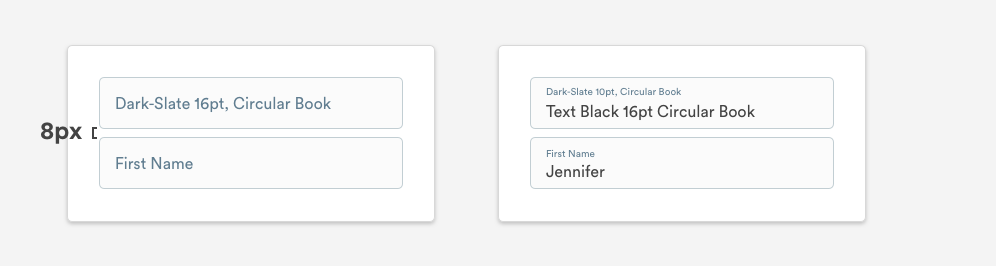 Dark-Slate 16pt, Circular Book
8px
First Name
Dark-Slate 10pt, Circular Book
Text Black 16pt Circular Book
First Name
Jennifer